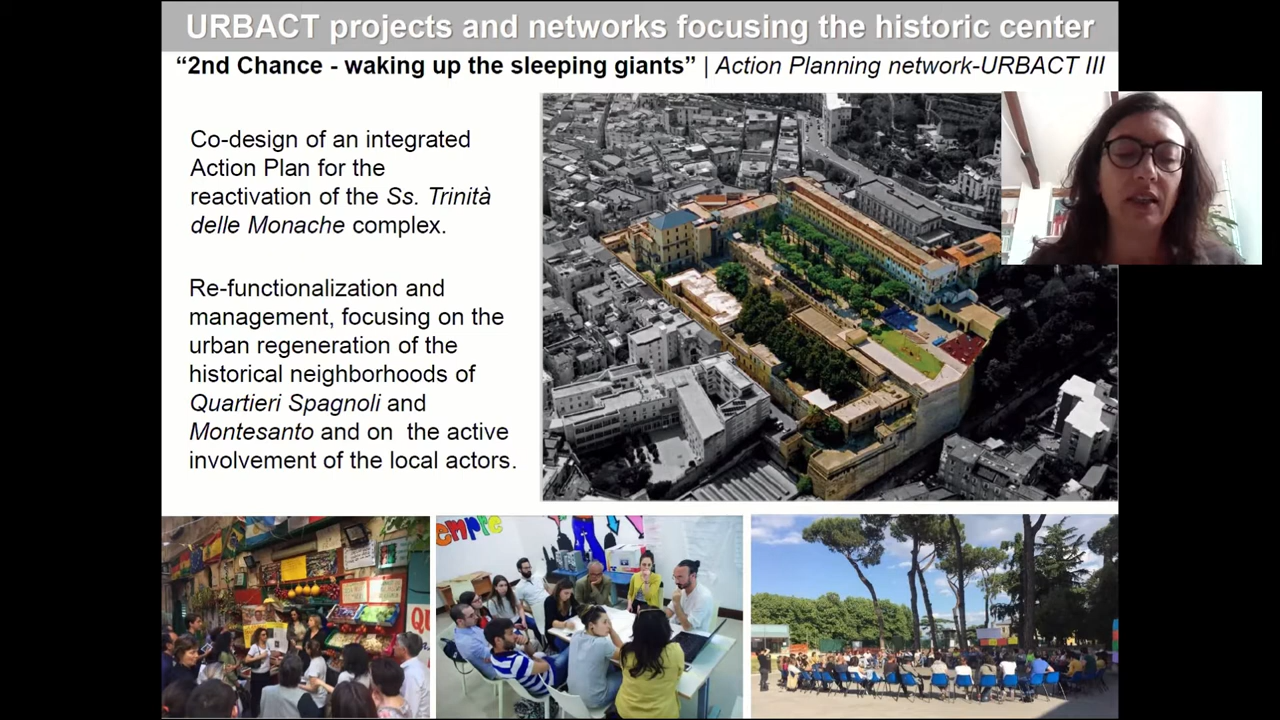 URBACT projects and networks focusing the historic center
“2nd Chance - waking up the sleeping giants” | Action Planning network-URBACT III
Co-design of an integrated
Action Plan for the
reactivation of the Ss. Trinità
delle Monache complex.
Re-functionalization and
management, focusing on the
urban regeneration of the
historical neighborhoods of
Quartieri Spagnoli and
Montesanto and on  the active
involvement of the local actors.
empre
QU